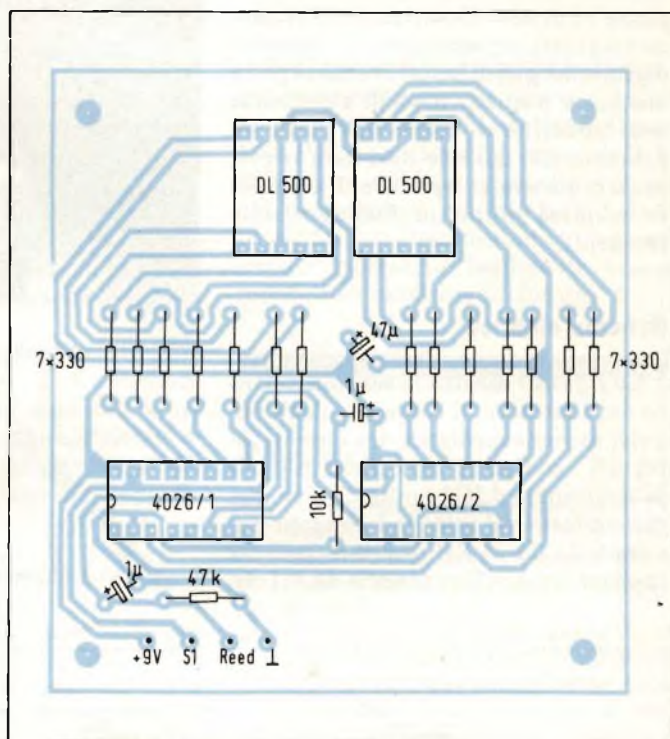 DL 500
DL 500
47µ
7×330
7×330
1µ
4026/1
10k
4026/2
1µ
47k
+9V S1 Reed ⊥